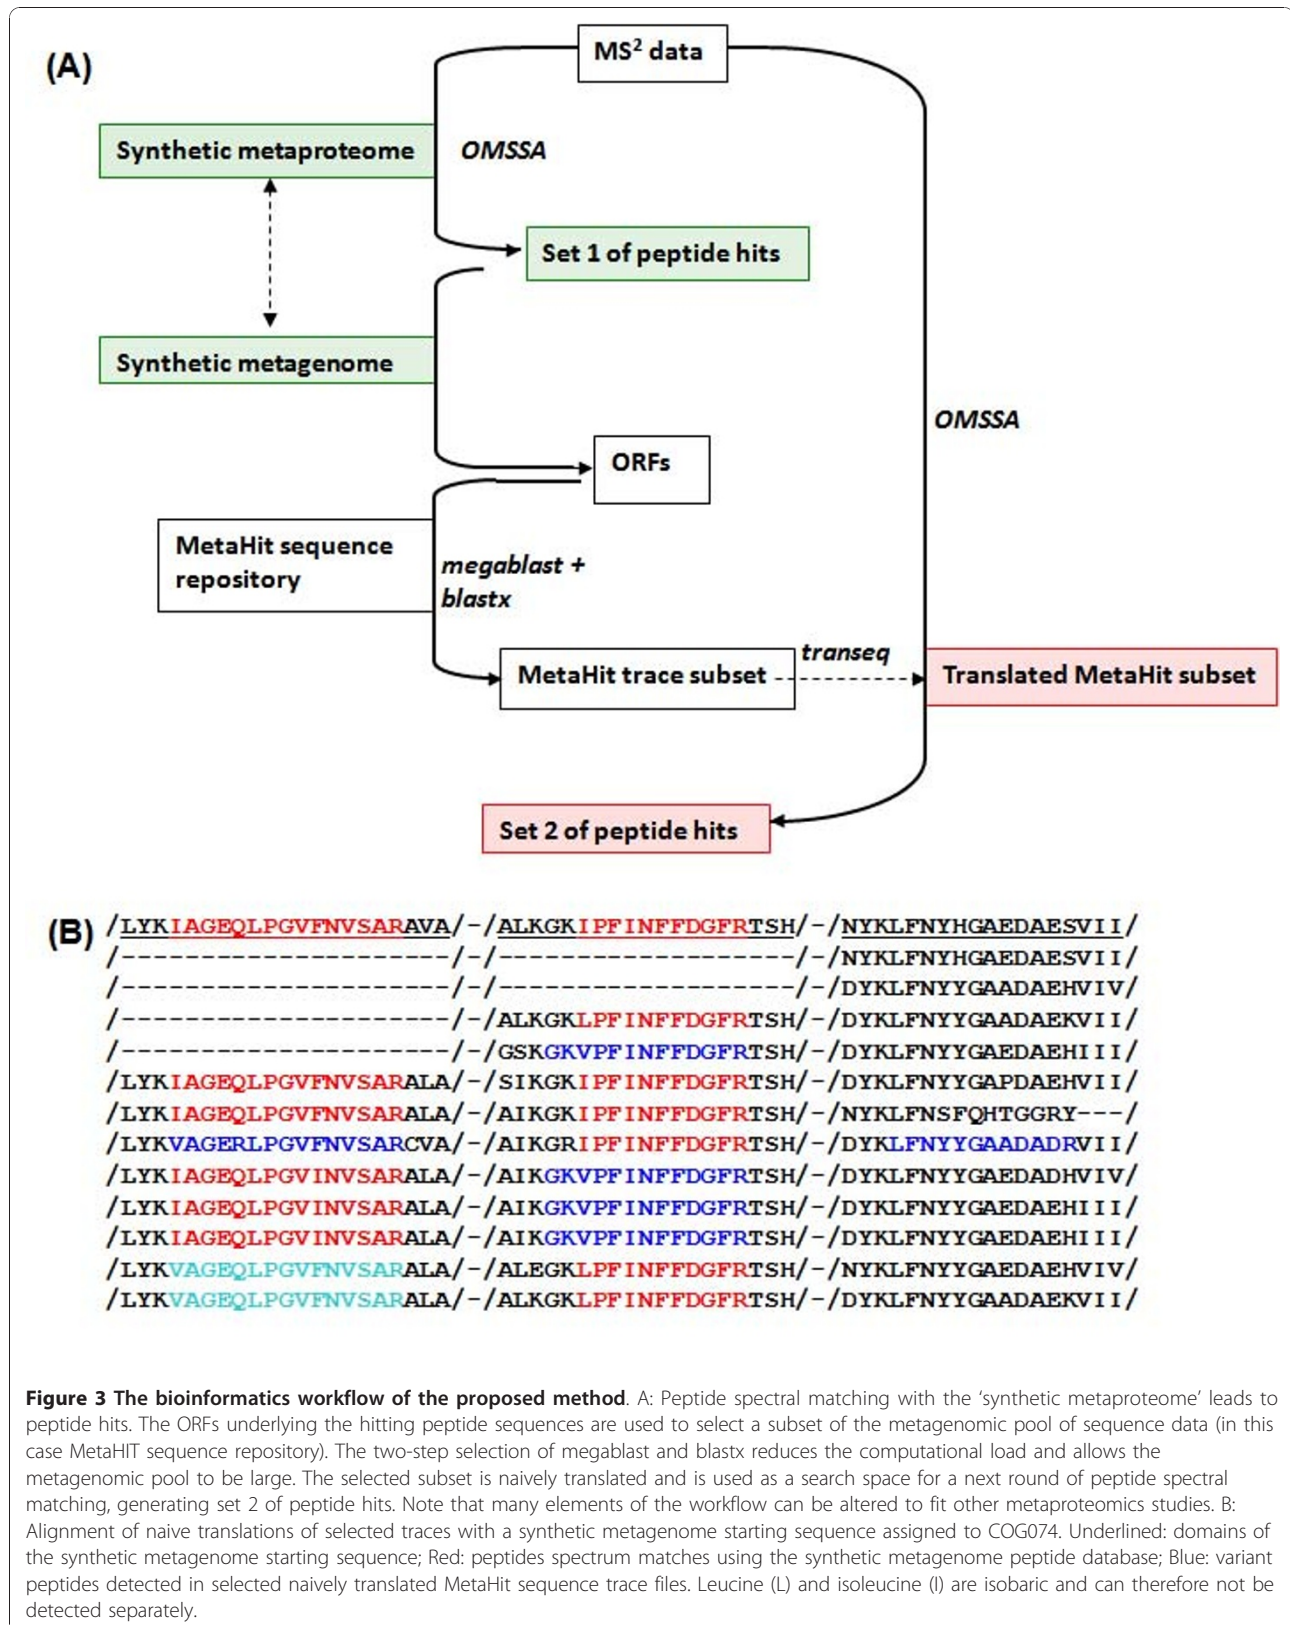 (A)
MS² data
Synthetic metaproteome
OMSSA
Set 1 of peptide hits
Synthetic metagenome
OMSSA
ORFs
MetaHit sequence
repository
megablast +
blastx
MetaHit trace subset
transeq
Translated MetaHit subset
Set 2 of peptide hits
(B)
/LYKIAGEQLPGVFNVSARAVA/-/ALKGKIPFINFFDGFRTSH/-/NYKLFNYHGAEDAESVII/
/---------------------/-/-------------------/-/NYKLFNYHGAEDAESVII/
/---------------------/-/-------------------/-/DYKLFNYYGAADAEHVIV/
/---------------------/-/ALKGKLPFINFFDGFRTSH/-/DYKLFNYYGAADAEKVII/
/---------------------/-/GSKGKVPFINFFDGFRTSH/-/DYKLFNYYGAEDAEHIII/
/LYKIAGEQLPGVFNVSARALA/-/SIKGKIPFINFFDGFRTSH/-/DYKLFNYYGAPDAEHVII/
/LYKIAGEQLPGVFNVSARALA/-/AIKGKIPFINFFDGFRTSH/-/NYKLFNSFQHTGGRY---/
/LYKVAGERLPGVFNVSARCVA/-/AIKGRIPFINFFDGFRTSH/-/DYKLFNYYGAADADRVII/
/LYKIAGEQLPGVINVSARALA/-/AIKGKVPFINFFDGFRTSH/-/DYKLFNYYGAEDADHVIV/
/LYKIAGEQLPGVINVSARALA/-/AIKGKVPFINFFDGFRTSH/-/DYKLFNYYGAEDAEHIII/
/LYKIAGEQLPGVINVSARALA/-/AIKGKVPFINFFDGFRTSH/-/DYKLFNYYGAEDAEHIII/
/LYKVAGEQLPGVFNVSARALA/-/ALEGKLPFINFFDGFRTSH/-/NYKLFNYYGAEDAEHVIV/
/LYKVAGEQLPGVFNVSARALA/-/ALKGKLPFINFFDGFRTSH/-/DYKLFNYYGAADAEKVII/
Figure 3 The bioinformatics workflow of the proposed method. A: Peptide spectral matching with the ‘synthetic metaproteome’ leads to
peptide hits. The ORFs underlying the hitting peptide sequences are used to select a subset of the metagenomic pool of sequence data (in this
case MetaHIT sequence repository). The two-step selection of megablast and blastx reduces the computational load and allows the
metagenomic pool to be large. The selected subset is naively translated and is used as a search space for a next round of peptide spectral
matching, generating set 2 of peptide hits. Note that many elements of the workflow can be altered to fit other metaproteomics studies. B:
Alignment of naive translations of selected traces with a synthetic metagenome starting sequence assigned to COG074. Underlined: domains of
the synthetic metagenome starting sequence; Red: peptides spectrum matches using the synthetic metagenome peptide database; Blue: variant
peptides detected in selected naively translated MetaHit sequence trace files. Leucine (L) and isoleucine (I) are isobaric and can therefore not be
detected separately.